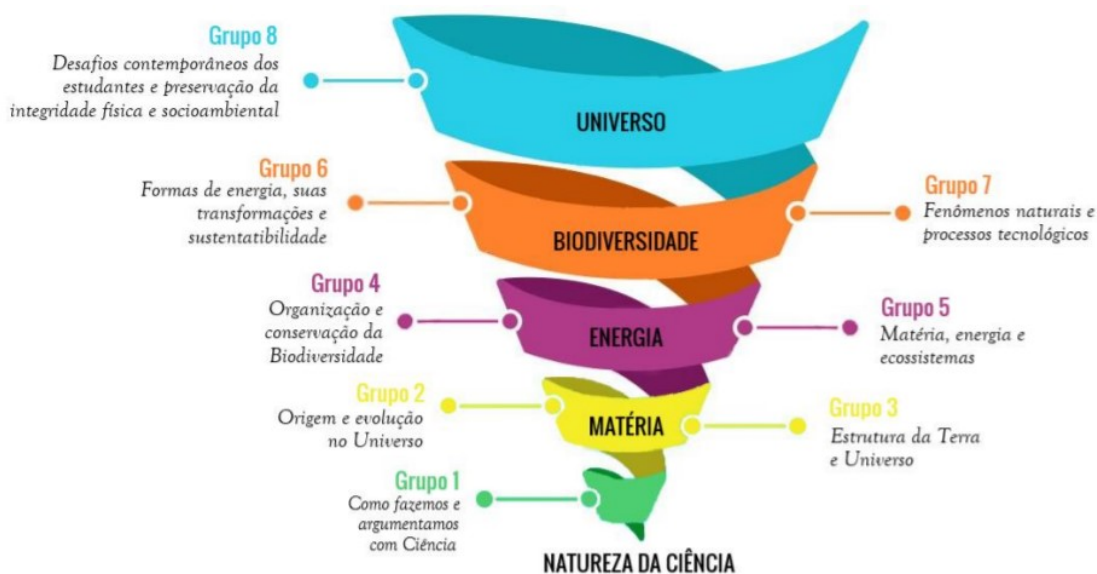 Grupo 8
Desafios contemporâneos dos
estudantes e preservação da
integridade física e socioambiental
UNIVERSO
Grupo 6
Formas de energia, suas
transformações e
sustentatibilidade
BIODIVERSIDADE
Grupo 7
Fenômenos naturais e
processos tecnológicos
Grupo 4
Organização e
conservação da
Biodiversidade
ENERGIA
Grupo 5
Matéria, energia e
ecossistemas
Grupo 2
Origem e evolução
no Universo
MATÉRIA
Grupo 3
Estrutura da Terra
e Universo
Grupo 1
Como fazemos e
argumentamos
com Ciência
NATUREZA DA CIÊNCIA